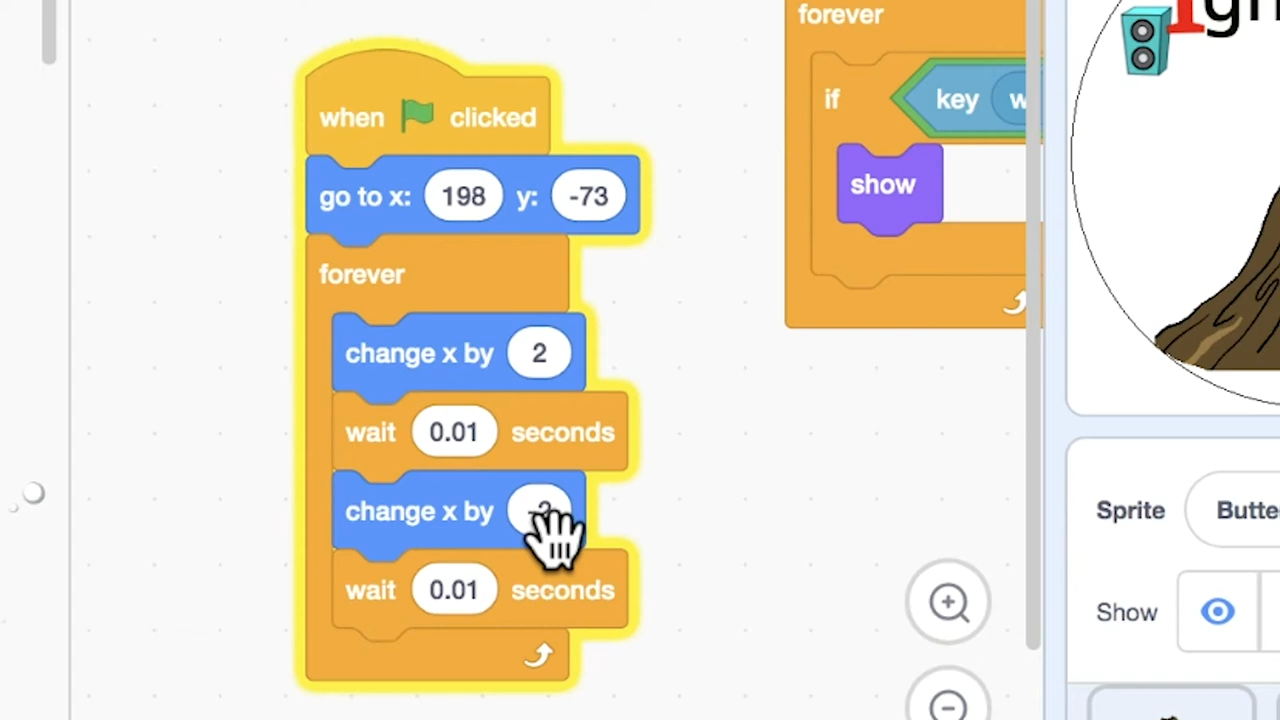 when clicked
go to x: 198 y: -73
forever
change x by 2
wait 0.01 seconds
change x by
wait 0.01 seconds
forever
if key
show
Sprite
Show